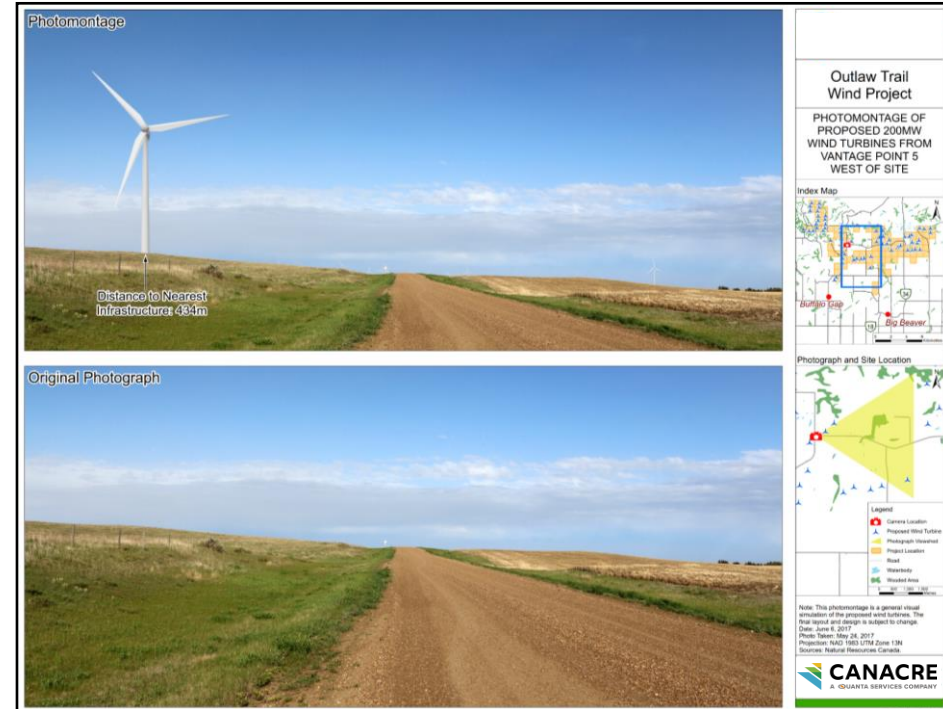 Photomontage
Distance to Nearest
Infrastructure: 434m
Original Photograph
Outlaw Trail
Wind Project
PHOTOMONTAGE OF
PROPOSED 200MW
WIND TURBINES FROM
VANTAGE POINT 5
WEST OF SITE
Index Map
N
Buffalo Gap
Big Beaver
34
18
Photograph and Site Location
N
Legend
Camera Location
Proposed Wind Turbine
Photograph Viewshed
Project Location
Road
Waterbody
Wooded Area
Note: This photomontage is a general visual
simulation of the proposed wind turbines. The
final layout and design is subject to change.
Date: June 6, 2017
Photo Taken: May 24, 2017
Projection: NAD 1983 UTM Zone 13N
Sources: Natural Resources Canada.
CANACRE
A QUANTA SERVICES COMPANY